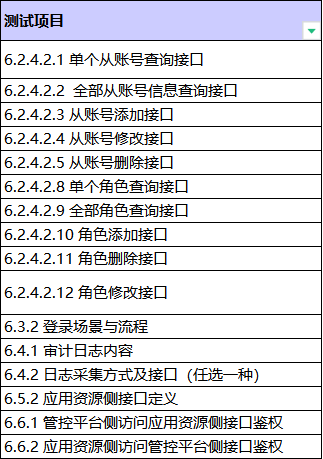 测试项目
6.2.4.2.1 单个从账号查询接口
6.2.4.2.2 全部从账号信息查询接口
6.2.4.2.3 从账号添加接口
6.2.4.2.4 从账号修改接口
6.2.4.2.5 从账号删除接口
6.2.4.2.8 单个角色查询接口
6.2.4.2.9 全部角色查询接口
6.2.4.2.10 角色添加接口
6.2.4.2.11 角色删除接口
6.2.4.2.12 角色修改接口
6.3.2 登录场景与流程
6.4.1 审计日志内容
6.4.2 日志采集方式及接口（任选一种）
6.5.2 应用资源侧接口定义
6.6.1 管控平台侧访问应用资源侧接口鉴权
6.6.2 应用资源侧访问管控平台侧接口鉴权